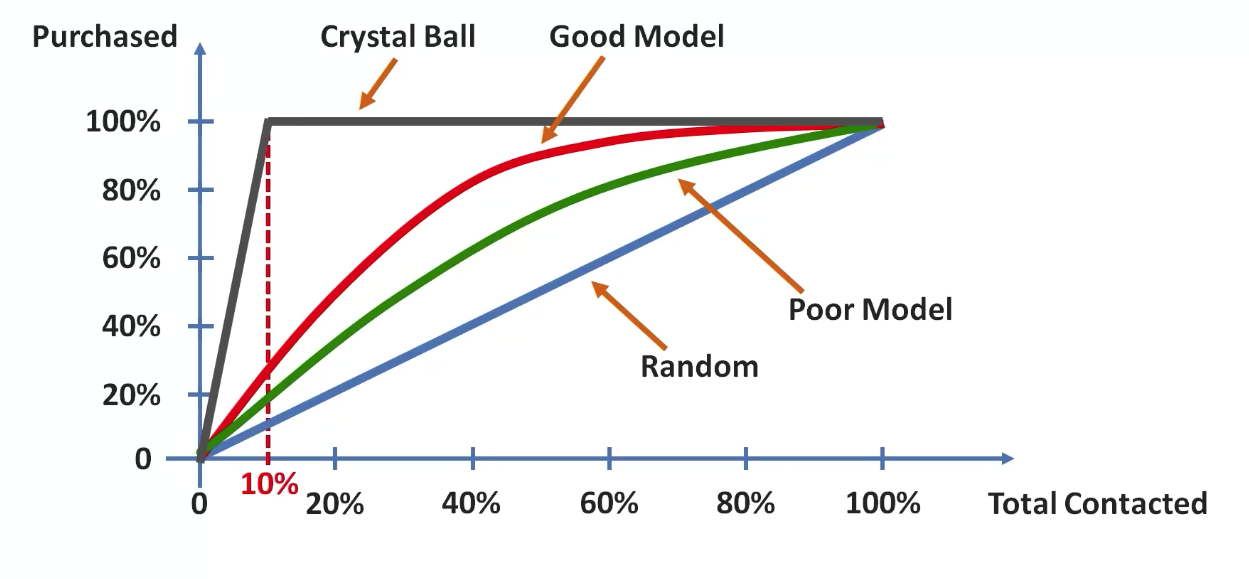 Purchased
Crystal Ball
Good Model
100%
80%
60%
40%
20%
0
Poor Model
Random
10%
0
20%
40%
60%
80%
100%
Total Contacted